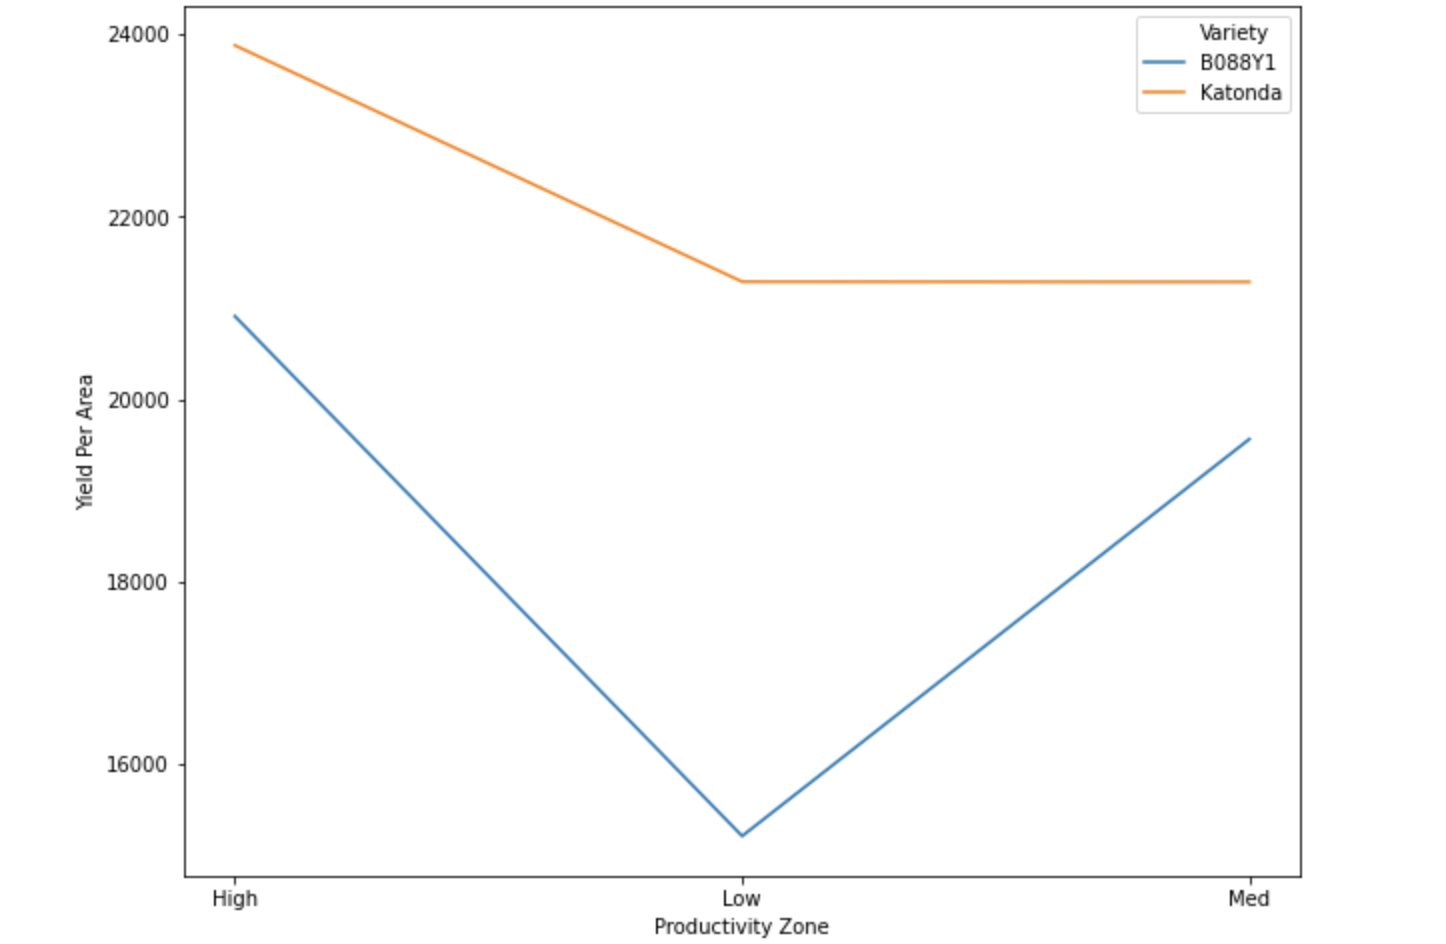 24000
22000
20000
18000
16000
Yield Per Area
High
Low
Med
Productivity Zone
Variety
B088Y1
Katonda